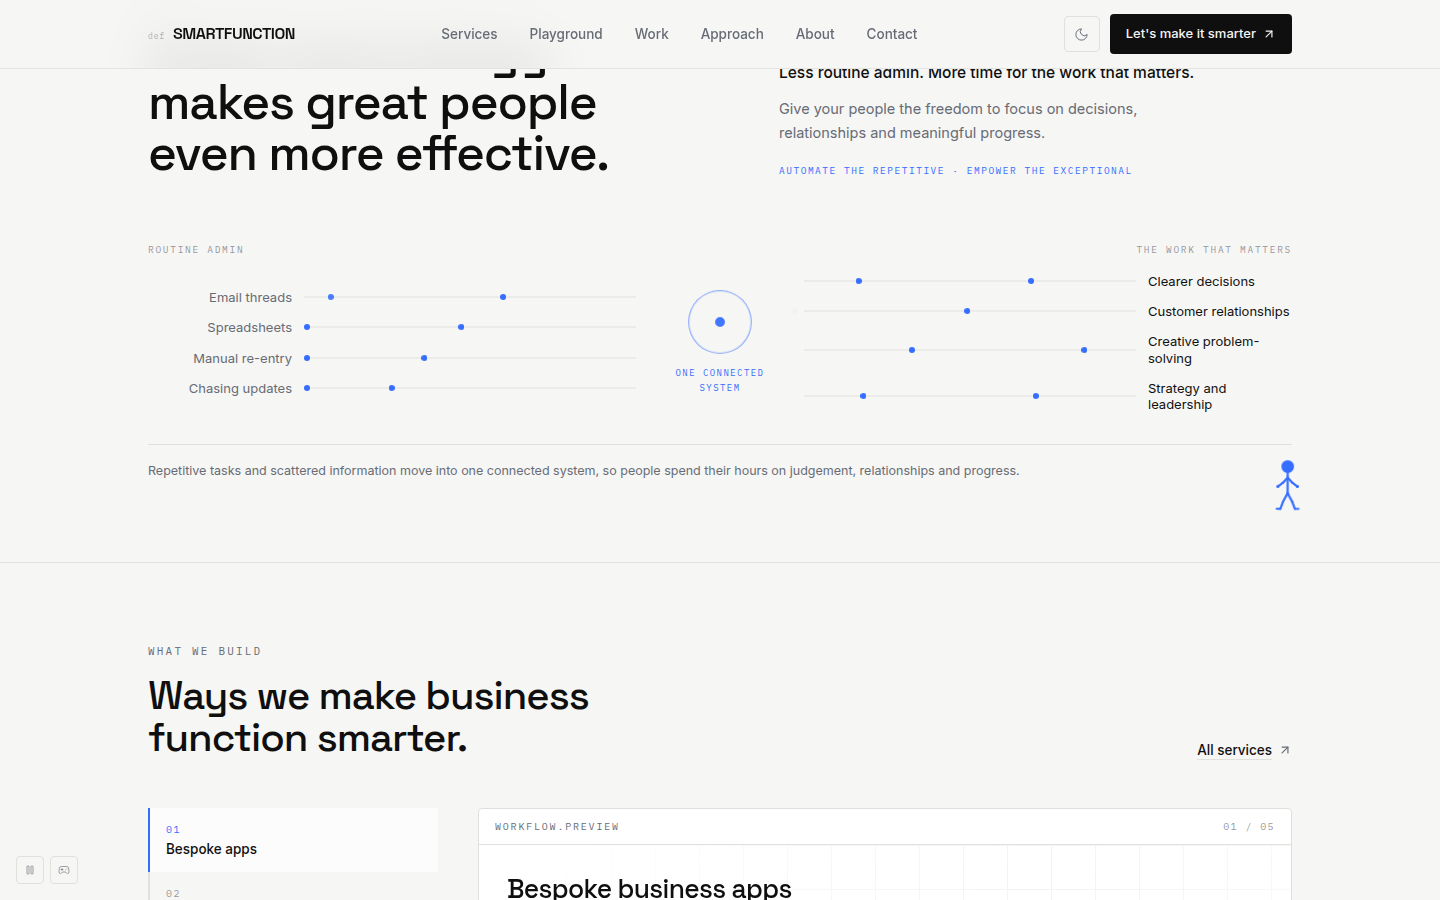 def SMARTFUNCTION
Services
Playground
Work
Approach
About
Contact
Let's make it smarter
makes great people
even more effective.
Less routine admin. More time for the work that matters.
Give your people the freedom to focus on decisions,
relationships and meaningful progress.
AUTOMATE THE REPETITIVE · EMPOWER THE EXCEPTIONAL
ROUTINE ADMIN
THE WORK THAT MATTERS
Email threads
Spreadsheets
Manual re-entry
Chasing updates
ONE CONNECTED
SYSTEM
Clearer decisions
Customer relationships
Creative problem-
solving
Strategy and
leadership
Repetitive tasks and scattered information move into one connected system, so people spend their hours on judgement, relationships and progress.
WHAT WE BUILD
Ways we make business
function smarter.
All services
01
Bespoke apps
02
WORKFLOW.PREVIEW
01 / 05
Bespoke business apps